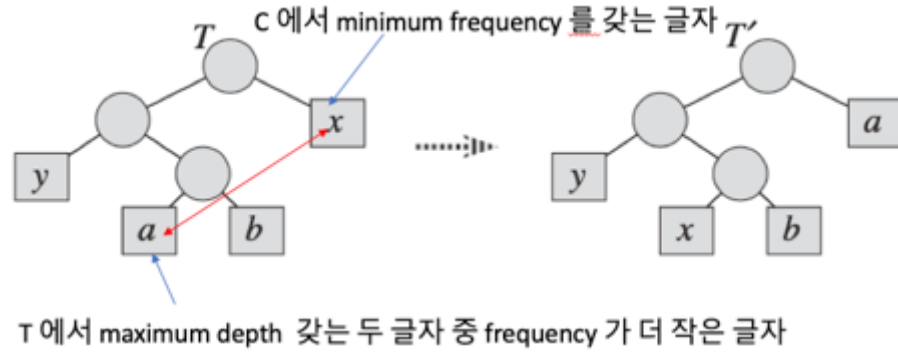 C 에서 minimum frequency 를 갖는 글자
T
T′
x
a
y
y
a
b
x
b
T 에서 maximum depth 갖는 두 글자 중 frequency 가 더 작은 글자